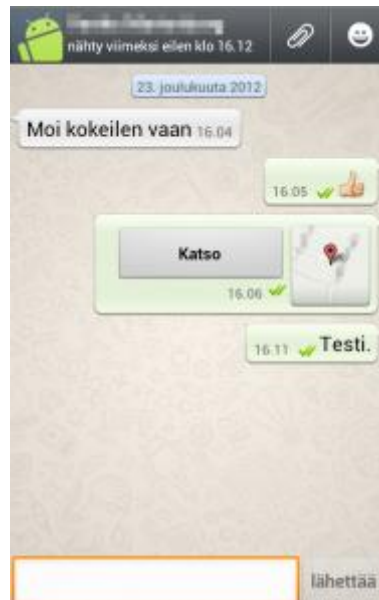 nähty viimeksi eilen klo 16.12
23. joulukuuta 2012
Moi kokeilen vaan 16.04
16.05
Katso
16.06
16.11 Testi.
lähettää